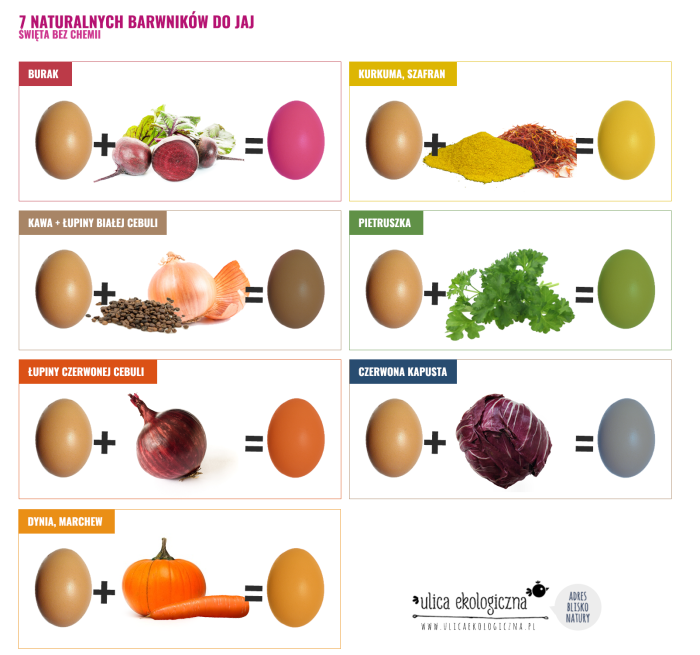 7 NATURALNYCH BARWNIKÓW DO JAJ
ŚWIĘTA BEZ CHEMII
BURAK
KURKUMA, SZAFRAN
KAWA + ŁUPINY BIAŁEJ CEBULI
PIETRUSZKA
ŁUPINY CZERWONEJ CEBULI
CZERWONA KAPUSTA
DYNIA, MARCHEW
ulica ekologiczna
WWW.ULICAEKOLOGICZNA.PL
ADRES
BLISKO
NATURY